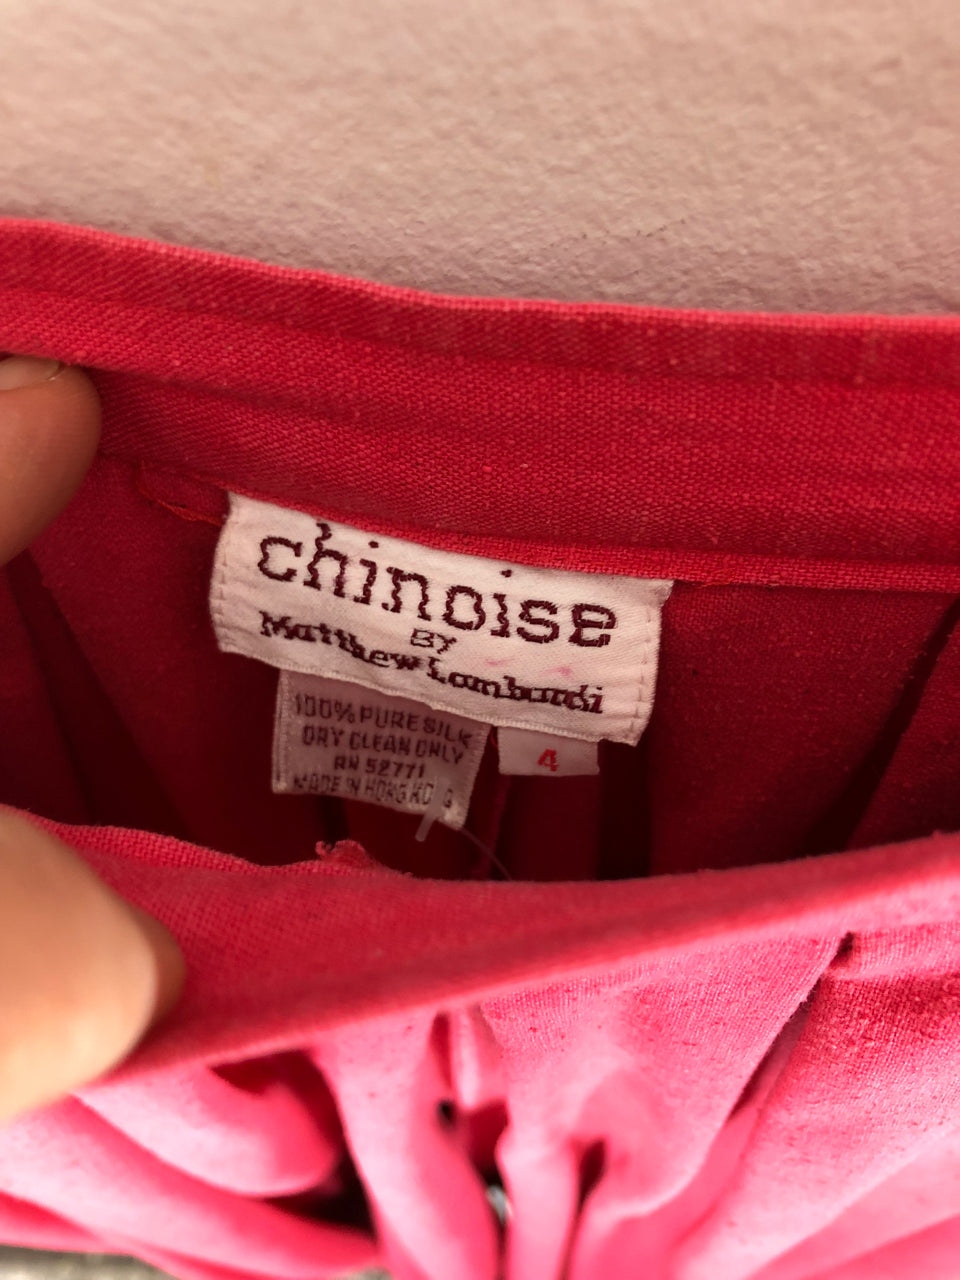 chinoise
BY
Matthew Lombardi
100% PURE SILK
DRY CLEAN ONLY
RN 52771
MADE IN HONG KONG
4